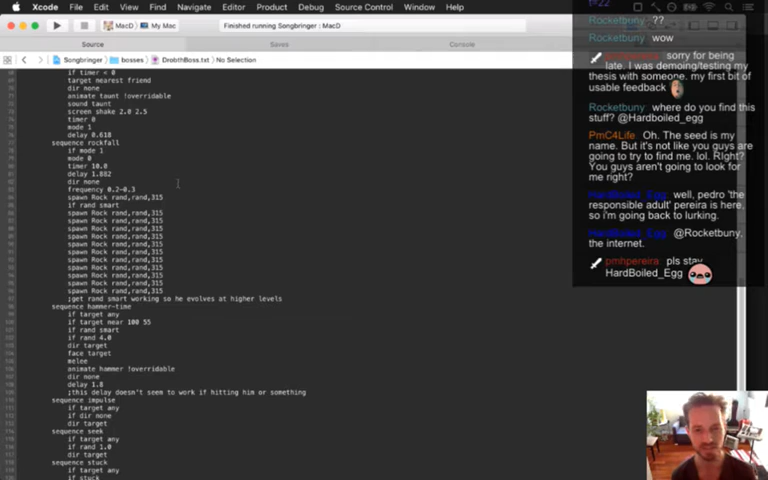 Xcode File Edit View Find Navigate Editor Product Debug Integrate Source Control Window Help
MacD My Mac Finished running Songbringer : MacD
Source Saved Console
Songbringer bosses DrobthBoss.txt No Selection
if timer < 0
target nearest friend
dir none
animate taunt !overridable
sound taunt
screen shake 2.0 2.5
timer 0
mode 1
delay 0.618
sequence rockfall
if mode 1
mode 0
timer 10.0
delay 1.882
dir none
frequency 0.2~0.3
spawn Rock rand,rand,315
if rand smart
spawn Rock rand,rand,315
spawn Rock rand,rand,315
spawn Rock rand,rand,315
spawn Rock rand,rand,315
spawn Rock rand,rand,315
spawn Rock rand,rand,315
spawn Rock rand,rand,315
spawn Rock rand,rand,315
spawn Rock rand,rand,315
spawn Rock rand,rand,315
spawn Rock rand,rand,315
;get rand smart working so he evolves at higher levels
sequence hammer-time
if target any
if target near 100 55
if rand smart
if rand 4.0
dir target
face target
melee
animate hammer !overridable
dir none
delay 1.8
;this delay doesn't seem to work if hitting him or something
sequence impulse
if target any
if dir none
dir target
sequence seek
if target any
if rand 1.0
dir target
sequence stuck
if target any
if stuck
t=22
Rocketbuny ??
Rocketbuny wow
pmhpereira sorry for being
late. I was demoing/testing my
thesis with someone. my first bit of
usable feedback
Rocketbuny where do you find this
stuff? @Hardboiled_egg
PmC4Life Oh. The seed is my
name. But it's not like you guys are
going to try to find me. lol. RIght?
You guys aren't going to look for
me right?
HardBoiled_Egg well, pedro 'the
responsible adult' pereira is here,
so i'm going back to lurking.
HardBoiled_Egg @Rocketbuny,
the internet.
pmhpereira pls stay
HardBoiled_Egg